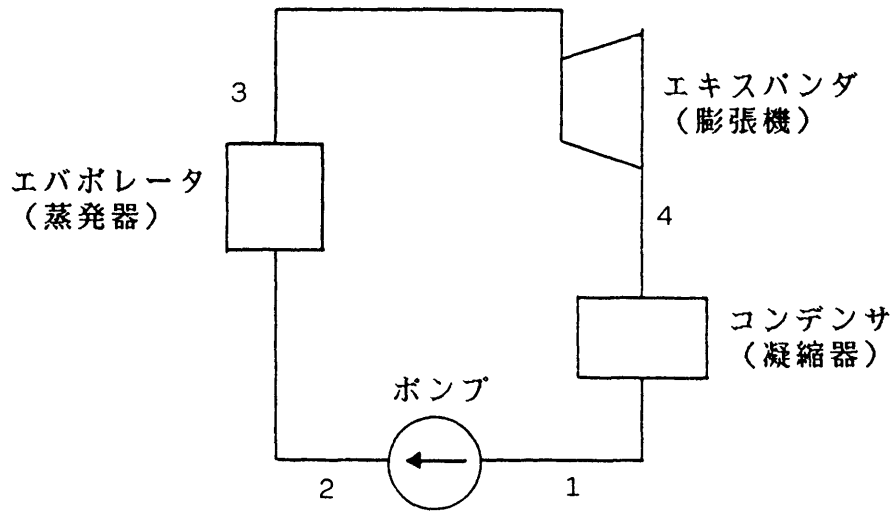 3
エキスパンダ
(膨張機)
エバポレータ
(蒸発器)
4
コンデンサ
(凝縮器)
ポンプ
2
1